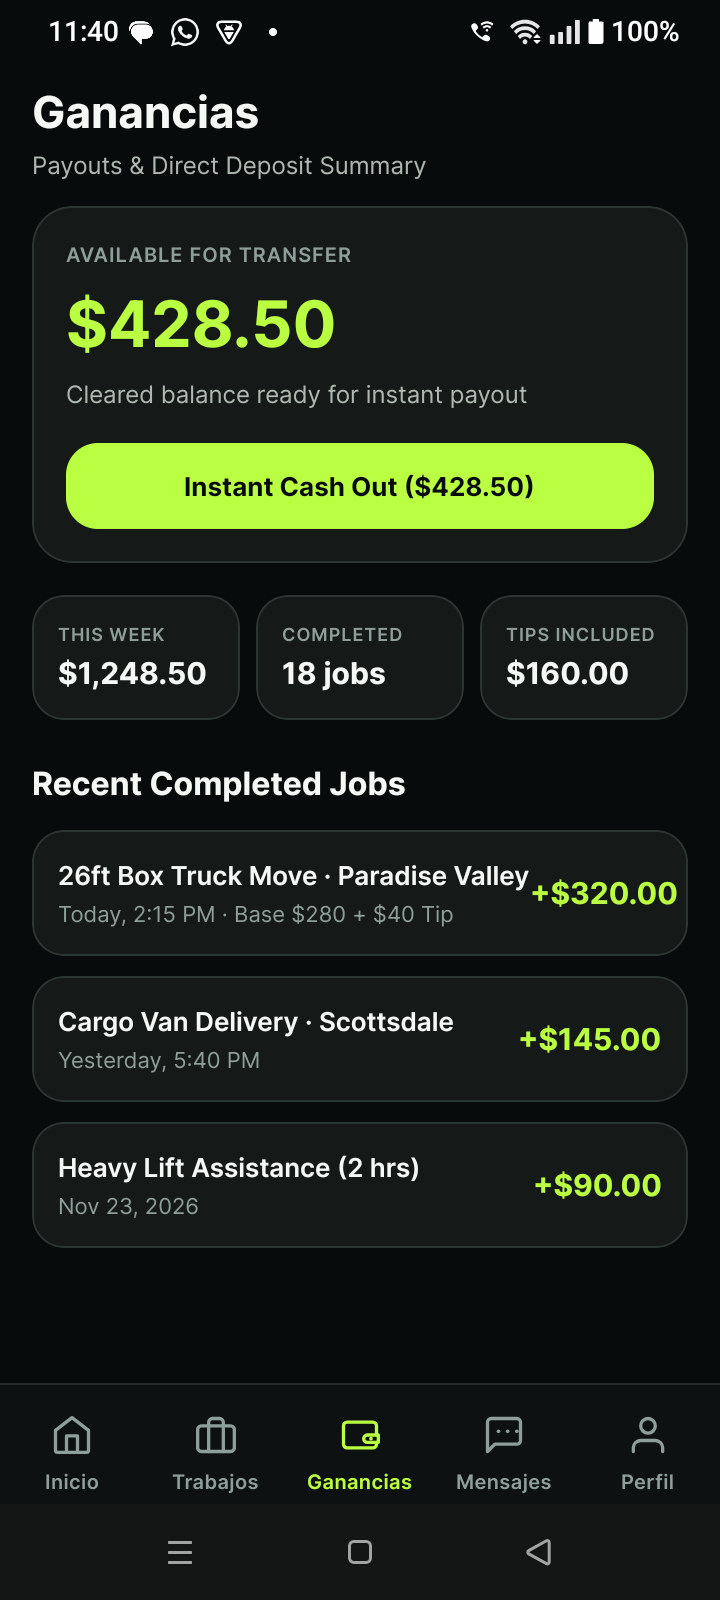 11:40
100%
Ganancias
Payouts & Direct Deposit Summary
AVAILABLE FOR TRANSFER
$428.50
Cleared balance ready for instant payout
Instant Cash Out ($428.50)
THIS WEEK
$1,248.50
COMPLETED
18 jobs
TIPS INCLUDED
$160.00
Recent Completed Jobs
26ft Box Truck Move · Paradise Valley
+$320.00
Today, 2:15 PM · Base $280 + $40 Tip
Cargo Van Delivery · Scottsdale
+$145.00
Yesterday, 5:40 PM
Heavy Lift Assistance (2 hrs)
+$90.00
Nov 23, 2026
Inicio
Trabajos
Ganancias
Mensajes
Perfil